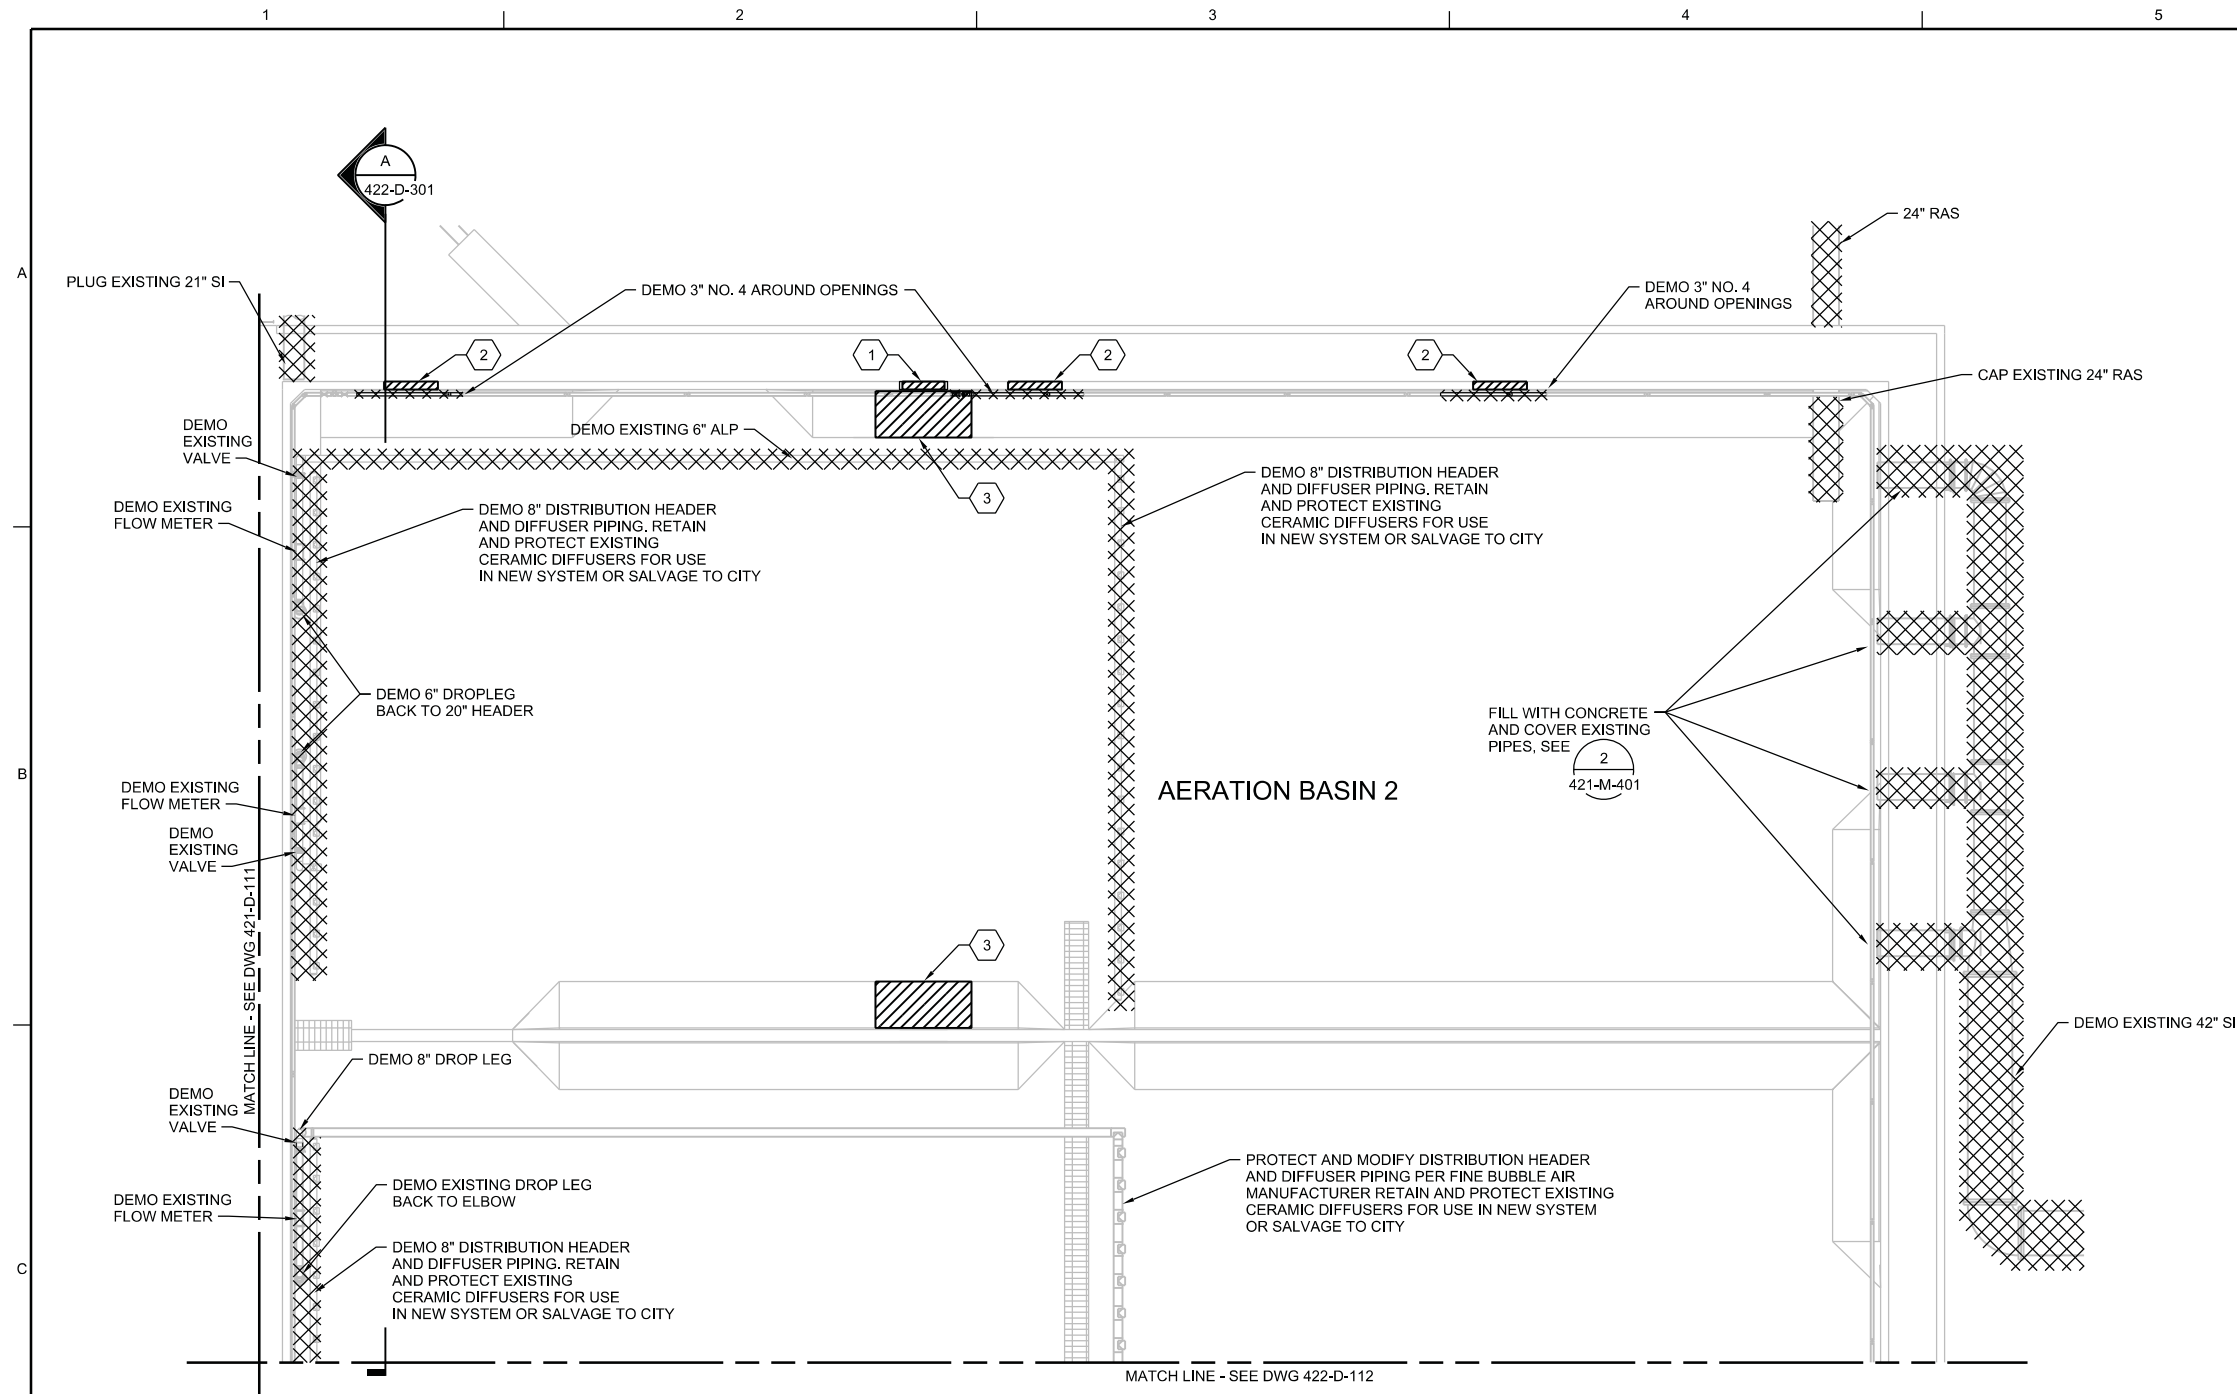 1
2
3
4
5
A
422-D-301
24" RAS
A
PLUG EXISTING 21" SI
DEMO 3" NO. 4 AROUND OPENINGS
DEMO 3" NO. 4
AROUND OPENINGS
2
1
2
2
CAP EXISTING 24" RAS
DEMO
EXISTING
VALVE
DEMO EXISTING 6" ALP
3
DEMO EXISTING
FLOW METER
DEMO 8" DISTRIBUTION HEADER
AND DIFFUSER PIPING. RETAIN
AND PROTECT EXISTING
CERAMIC DIFFUSERS FOR USE
IN NEW SYSTEM OR SALVAGE TO CITY
DEMO 8" DISTRIBUTION HEADER
AND DIFFUSER PIPING. RETAIN
AND PROTECT EXISTING
CERAMIC DIFFUSERS FOR USE
IN NEW SYSTEM OR SALVAGE TO CITY
DEMO 6" DROPLEG
BACK TO 20" HEADER
FILL WITH CONCRETE
AND COVER EXISTING
PIPES, SEE
2
421-M-401
B
AERATION BASIN 2
DEMO EXISTING
FLOW METER
DEMO
EXISTING
VALVE
MATCH LINE - SEE DWG 421-D-111
3
DEMO EXISTING 42" SI
DEMO 8" DROP LEG
DEMO
EXISTING
VALVE
DEMO EXISTING
FLOW METER
DEMO EXISTING DROP LEG
BACK TO ELBOW
PROTECT AND MODIFY DISTRIBUTION HEADER
AND DIFFUSER PIPING PER FINE BUBBLE AIR
MANUFACTURER RETAIN AND PROTECT EXISTING
CERAMIC DIFFUSERS FOR USE IN NEW SYSTEM
OR SALVAGE TO CITY
C
DEMO 8" DISTRIBUTION HEADER
AND DIFFUSER PIPING. RETAIN
AND PROTECT EXISTING
CERAMIC DIFFUSERS FOR USE
IN NEW SYSTEM OR SALVAGE TO CITY
MATCH LINE - SEE DWG 422-D-112